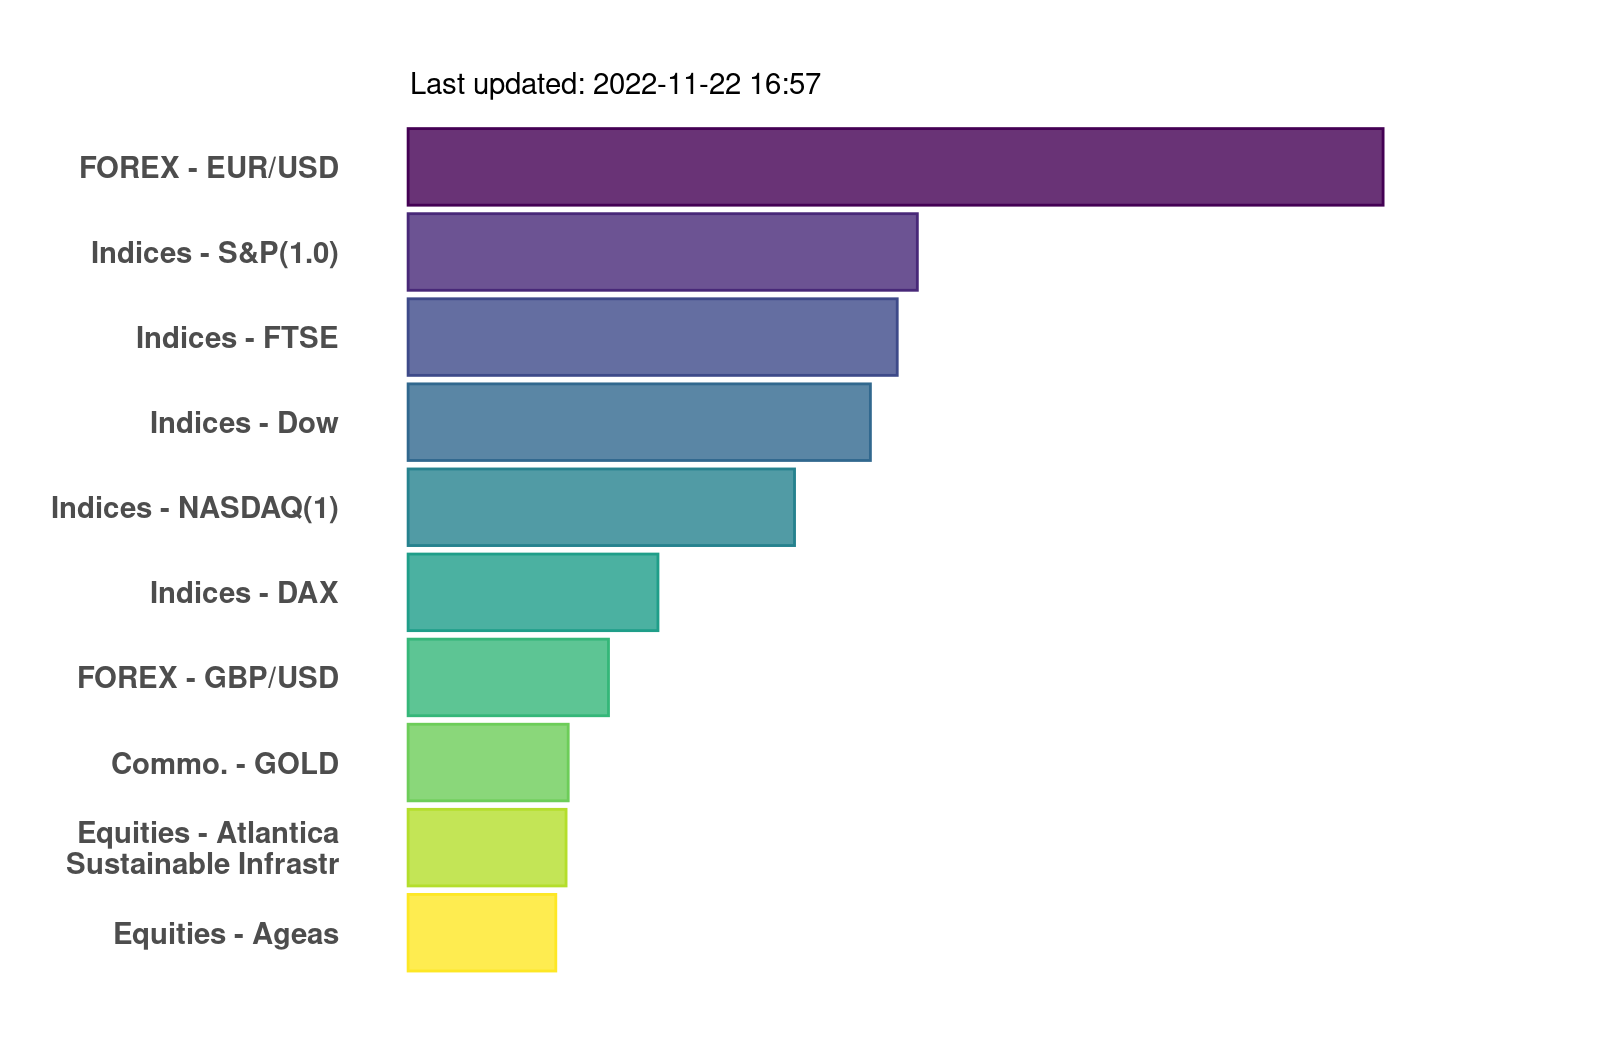 Last updated: 2022-11-22 16:57
FOREX - EUR/USD
Indices - S&P(1.0)
Indices - FTSE
Indices - Dow
Indices - NASDAQ(1)
Indices - DAX
FOREX - GBP/USD
Commo. - GOLD
Equities - Atlantica
Sustainable Infrastr
Equities - Ageas